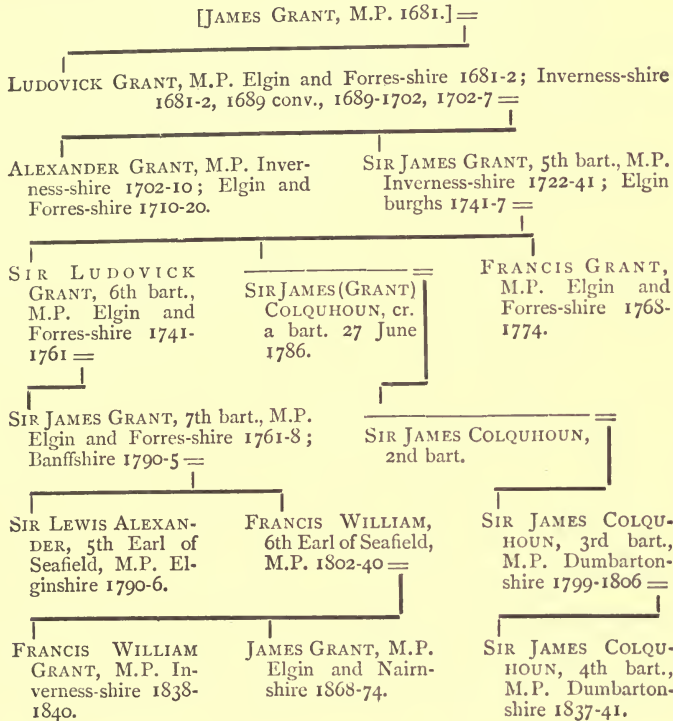 [JAMES GRANT, M.P. 1681.] =
LUDOVICK GRANT, M.P. Elgin and Forres-shire 1681-2; Inverness-shire
1681-2, 1689 conv., 1689-1702, 1702-7 =
ALEXANDER GRANT, M.P. Inver-
ness-shire 1702-10; Elgin and
Forres-shire 1710-20.
SIR JAMES GRANT, 5th bart., M.P.
Inverness-shire 1722-41; Elgin
burghs 1741-7 =
SIR LUDOVICK
GRANT, 6th bart.,
M.P. Elgin and
Forres-shire 1741-
1761 =
=
SIR JAMES (GRANT)
COLQUHOUN, cr.
a bart. 27 June
1786.
FRANCIS GRANT,
M.P. Elgin and
Forres-shire 1768-
1774.
SIR JAMES GRANT, 7th bart., M.P.
Elgin and Forres-shire 1761-8;
Banffshire 1790-5 =
=
SIR JAMES COLQUHOUN,
2nd bart.
SIR LEWIS ALEXAN-
DER, 5th Earl of
Seafield, M.P. El-
ginshire 1790-6.
FRANCIS WILLIAM,
6th Earl of Seafield,
M.P. 1802-40 =
SIR JAMES COLQU-
HOUN, 3rd bart.,
M.P. Dumbarton-
shire 1799-1806 =
FRANCIS WILLIAM
GRANT, M.P. In-
verness-shire 1838-
1840.
JAMES GRANT, M.P.
Elgin and Nairn-
shire 1868-74.
SIR JAMES COLQU-
HOUN, 4th bart.,
M.P. Dumbarton-
shire 1837-41.